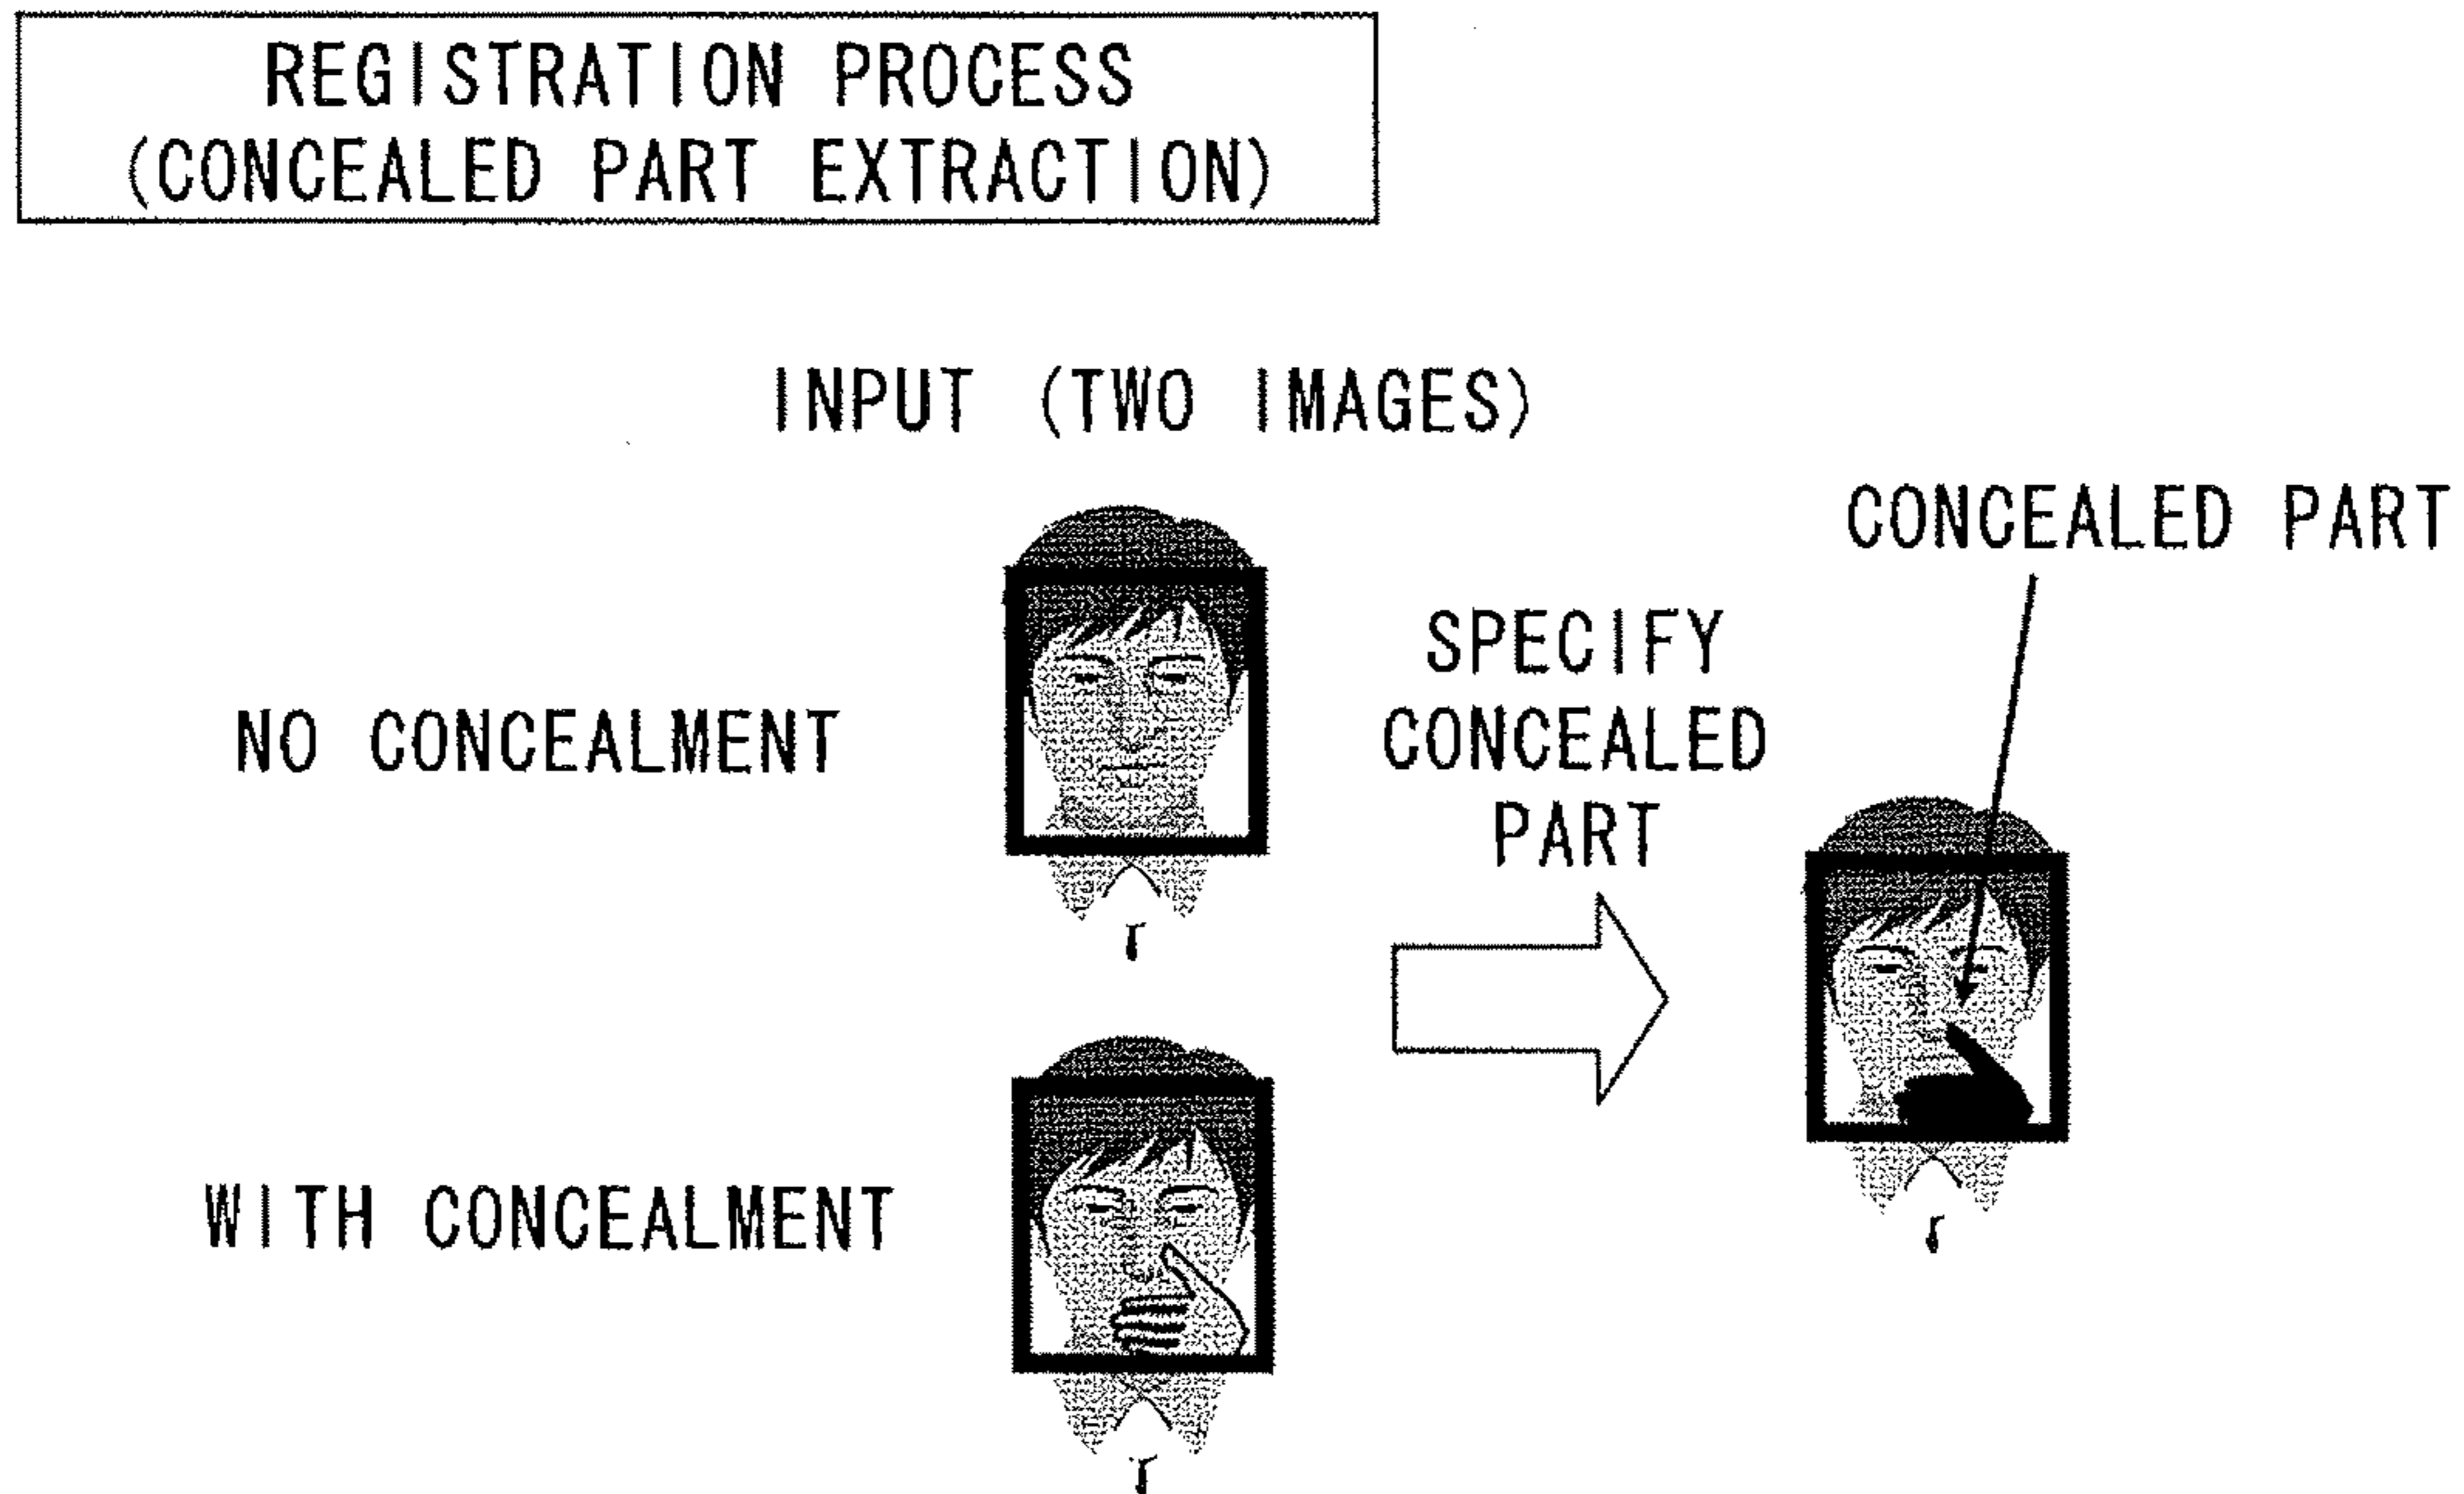 REGISTRATION PROCESS
(CONCEALED PART EXTRACTION)
INPUT (TWO IMAGES)
CONCEALED PART
SPECIFY
CONCEALED
PART
NO CONCEALMENT
WITH CONCEALMENT